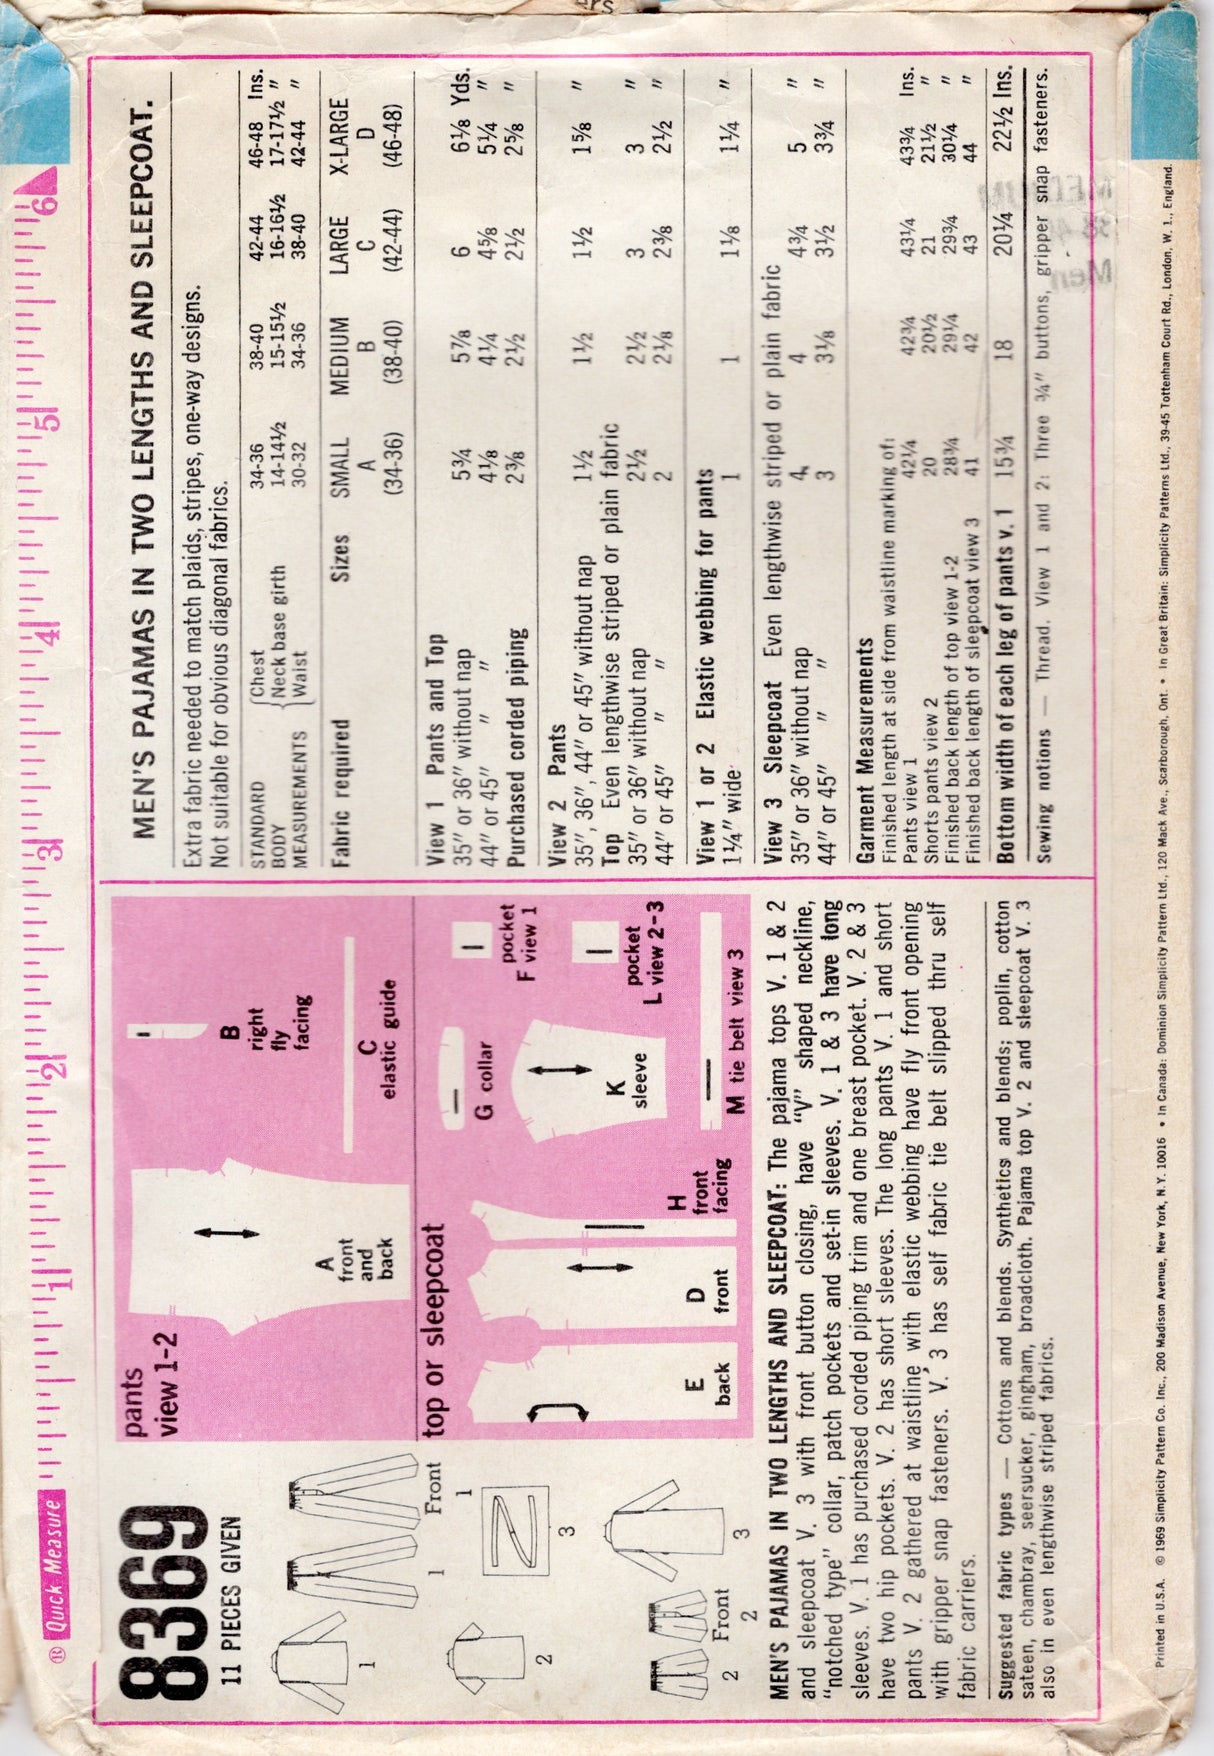 ers
® Quick Measure
1
2
3
4
5
6
8369
11 PIECES GIVEN
1
1
Front
1
2
3
2
Front
2
3
pants
view 1-2
A
front
and
back
B
right
fly
facing
C
elastic guide
top or sleepcoat
E
back
D
front
H
front
facing
G collar
K
sleeve
pocket
F view 1
pocket
L view 2-3
M tie belt view 3
MEN'S PAJAMAS IN TWO LENGTHS AND SLEEPCOAT: The pajama tops V. 1 & 2
and sleepcoat V. 3 with front button closing, have "V" shaped neckline,
"notched type" collar, patch pockets and set-in sleeves. V. 1 & 3 have long
sleeves. V. 1 has purchased corded piping trim and one breast pocket. V. 2 & 3
have two hip pockets. V. 2 has short sleeves. The long pants V. 1 and short
pants V. 2 gathered at waistline with elastic webbing have fly front opening
with gripper snap fasteners. V. 3 has self fabric tie belt slipped thru self
fabric carriers.
Suggested fabric types — Cottons and blends. Synthetics and blends; poplin, cotton
sateen, chambray, seersucker, gingham, broadcloth. Pajama top V. 2 and sleepcoat V. 3
also in even lengthwise striped fabrics.
MEN'S PAJAMAS IN TWO LENGTHS AND SLEEPCOAT.
Extra fabric needed to match plaids, stripes, one-way designs.
Not suitable for obvious diagonal fabrics.
STANDARD { Chest 34-36 38-40 42-44 46-48 Ins.
BODY { Neck base girth 14-14½ 15-15½ 16-16½ 17-17½ "
MEASUREMENTS { Waist 30-32 34-36 38-40 42-44 "
Fabric required Sizes SMALL MEDIUM LARGE X-LARGE
A B C D
(34-36) (38-40) (42-44) (46-48)
View 1 Pants and Top
35" or 36" without nap 5¾ 5⅞ 6 6⅛ Yds.
44" or 45" " " 4⅛ 4¼ 4⅝ 5¼ "
Purchased corded piping 2⅜ 2½ 2½ 2⅝ "
View 2 Pants
35", 36", 44" or 45" without nap 1½ 1½ 1½ 1⅝ "
Top Even lengthwise striped or plain fabric
35" or 36" without nap 2½ 2½ 3 3 "
44" or 45" " " 2 2⅛ 2⅜ 2½ "
View 1 or 2 Elastic webbing for pants
1¼" wide 1 1 1⅛ 1¼ "
View 3 Sleepcoat Even lengthwise striped or plain fabric
35" or 36" without nap 4 4 4¾ 5 "
44" or 45" " " 3 3⅛ 3½ 3¾ "
Garment Measurements
Finished length at side from waistline marking of:
Pants view 1 42¼ 42¾ 43¼ 43¾ Ins.
Shorts pants view 2 20 20½ 21 21½ "
Finished back length of top view 1-2 28¾ 29¼ 29¾ 30¼ "
Finished back length of sleepcoat view 3 41 42 43 44 "
Bottom width of each leg of pants v. 1 15¾ 18 20¼ 22½ Ins.
Sewing notions — Thread. View 1 and 2: Three ¾" buttons, gripper snap fasteners.
Printed in U.S.A. © 1969 Simplicity Pattern Co. Inc., 200 Madison Avenue, New York, N.Y. 10016 • In Canada: Dominion Simplicity Pattern Ltd., 120 Mack Ave., Scarborough, Ont. • In Great Britain: Simplicity Patterns Ltd., 39-45 Tottenham Court Rd., London, W. 1., England.